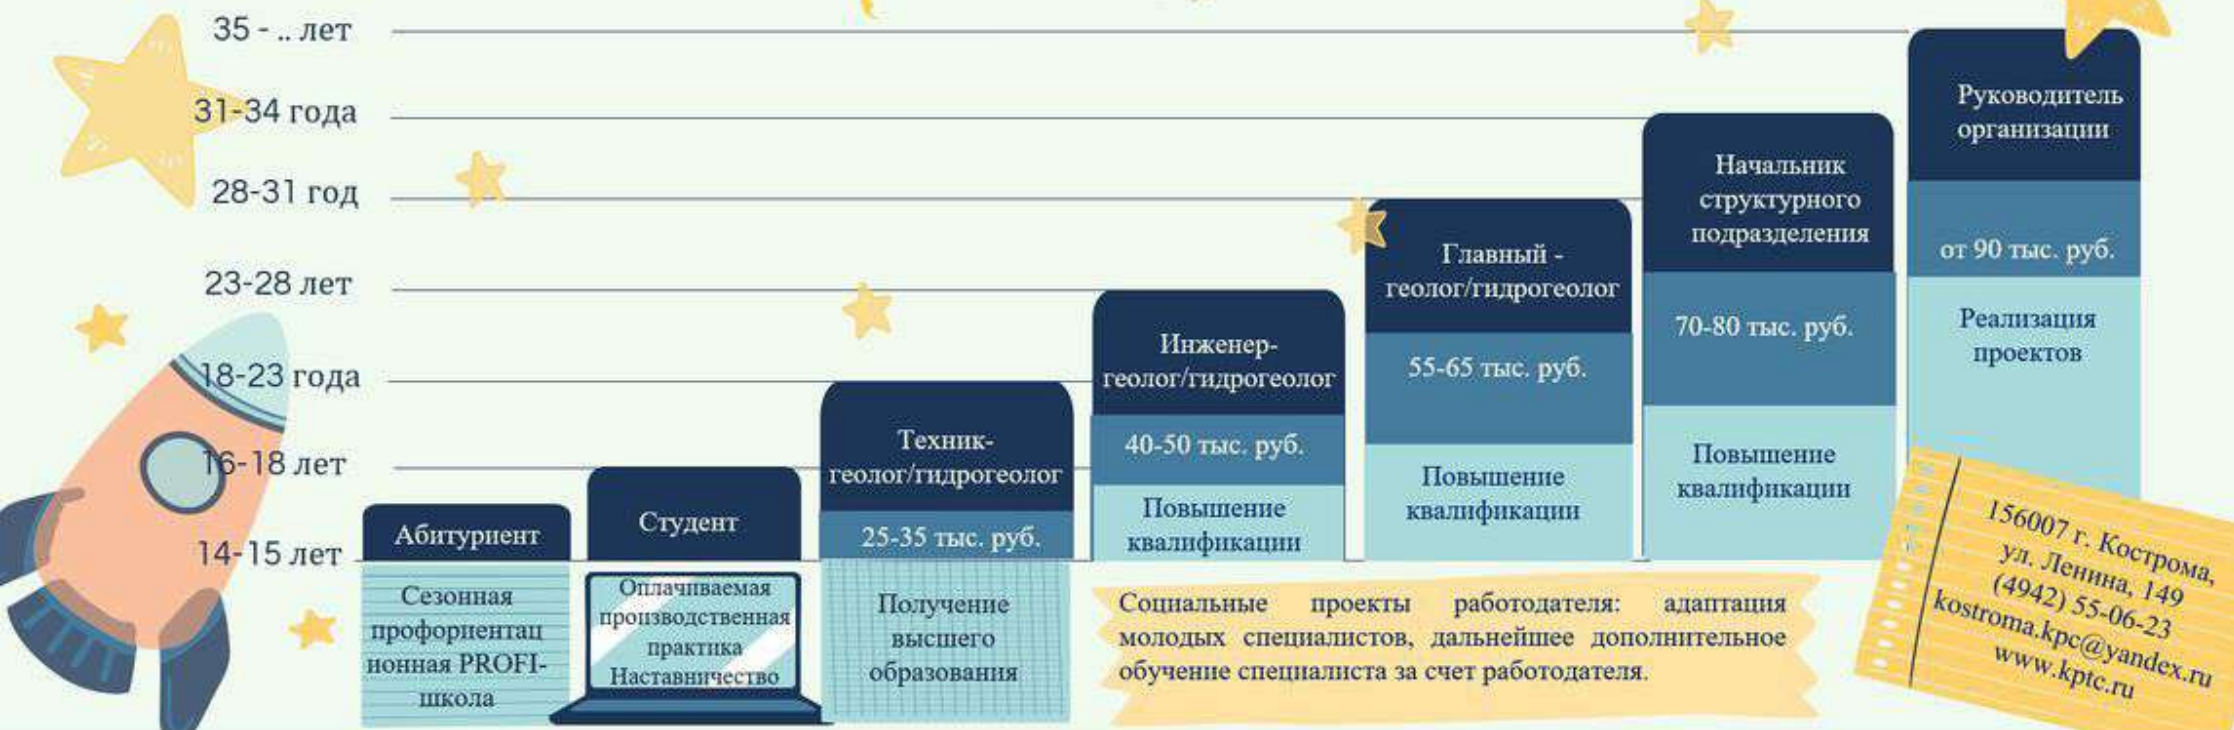 35 - .. лет
31-34 года
28-31 год
23-28 лет
18-23 года
16-18 лет
14-15 лет
Абитуриент
Сезонная
профориентац
ионная PROFI-
школа
Студент
Оплачиваемая
производственная
практика
Наставничество
Техник-
геолог/гидрогеолог
25-35 тыс. руб.
Получение
высшего
образования
Инженер-
геолог/гидрогеолог
40-50 тыс. руб.
Повышение
квалификации
Главный -
геолог/гидрогеолог
55-65 тыс. руб.
Повышение
квалификации
Начальник
структурного
подразделения
70-80 тыс. руб.
Повышение
квалификации
Руководитель
организации
от 90 тыс. руб.
Реализация
проектов
Социальные проекты работодателя: адаптация
молодых специалистов, дальнейшее дополнительное
обучение специалиста за счет работодателя.
156007 г. Кострома,
ул. Ленина, 149
(4942) 55-06-23
kostroma.kpc@yandex.ru
www.kptc.ru